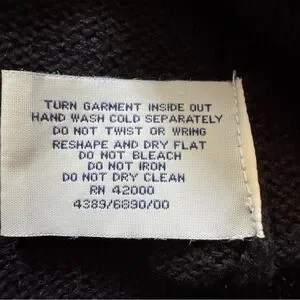 TURN GARMENT INSIDE OUT
HAND WASH COLD SEPARATELY
DO NOT TWIST OR WRING
RESHAPE AND DRY FLAT
DO NOT BLEACH
DO NOT IRON
DO NOT DRY CLEAN
RN 42000
4389/6890/00